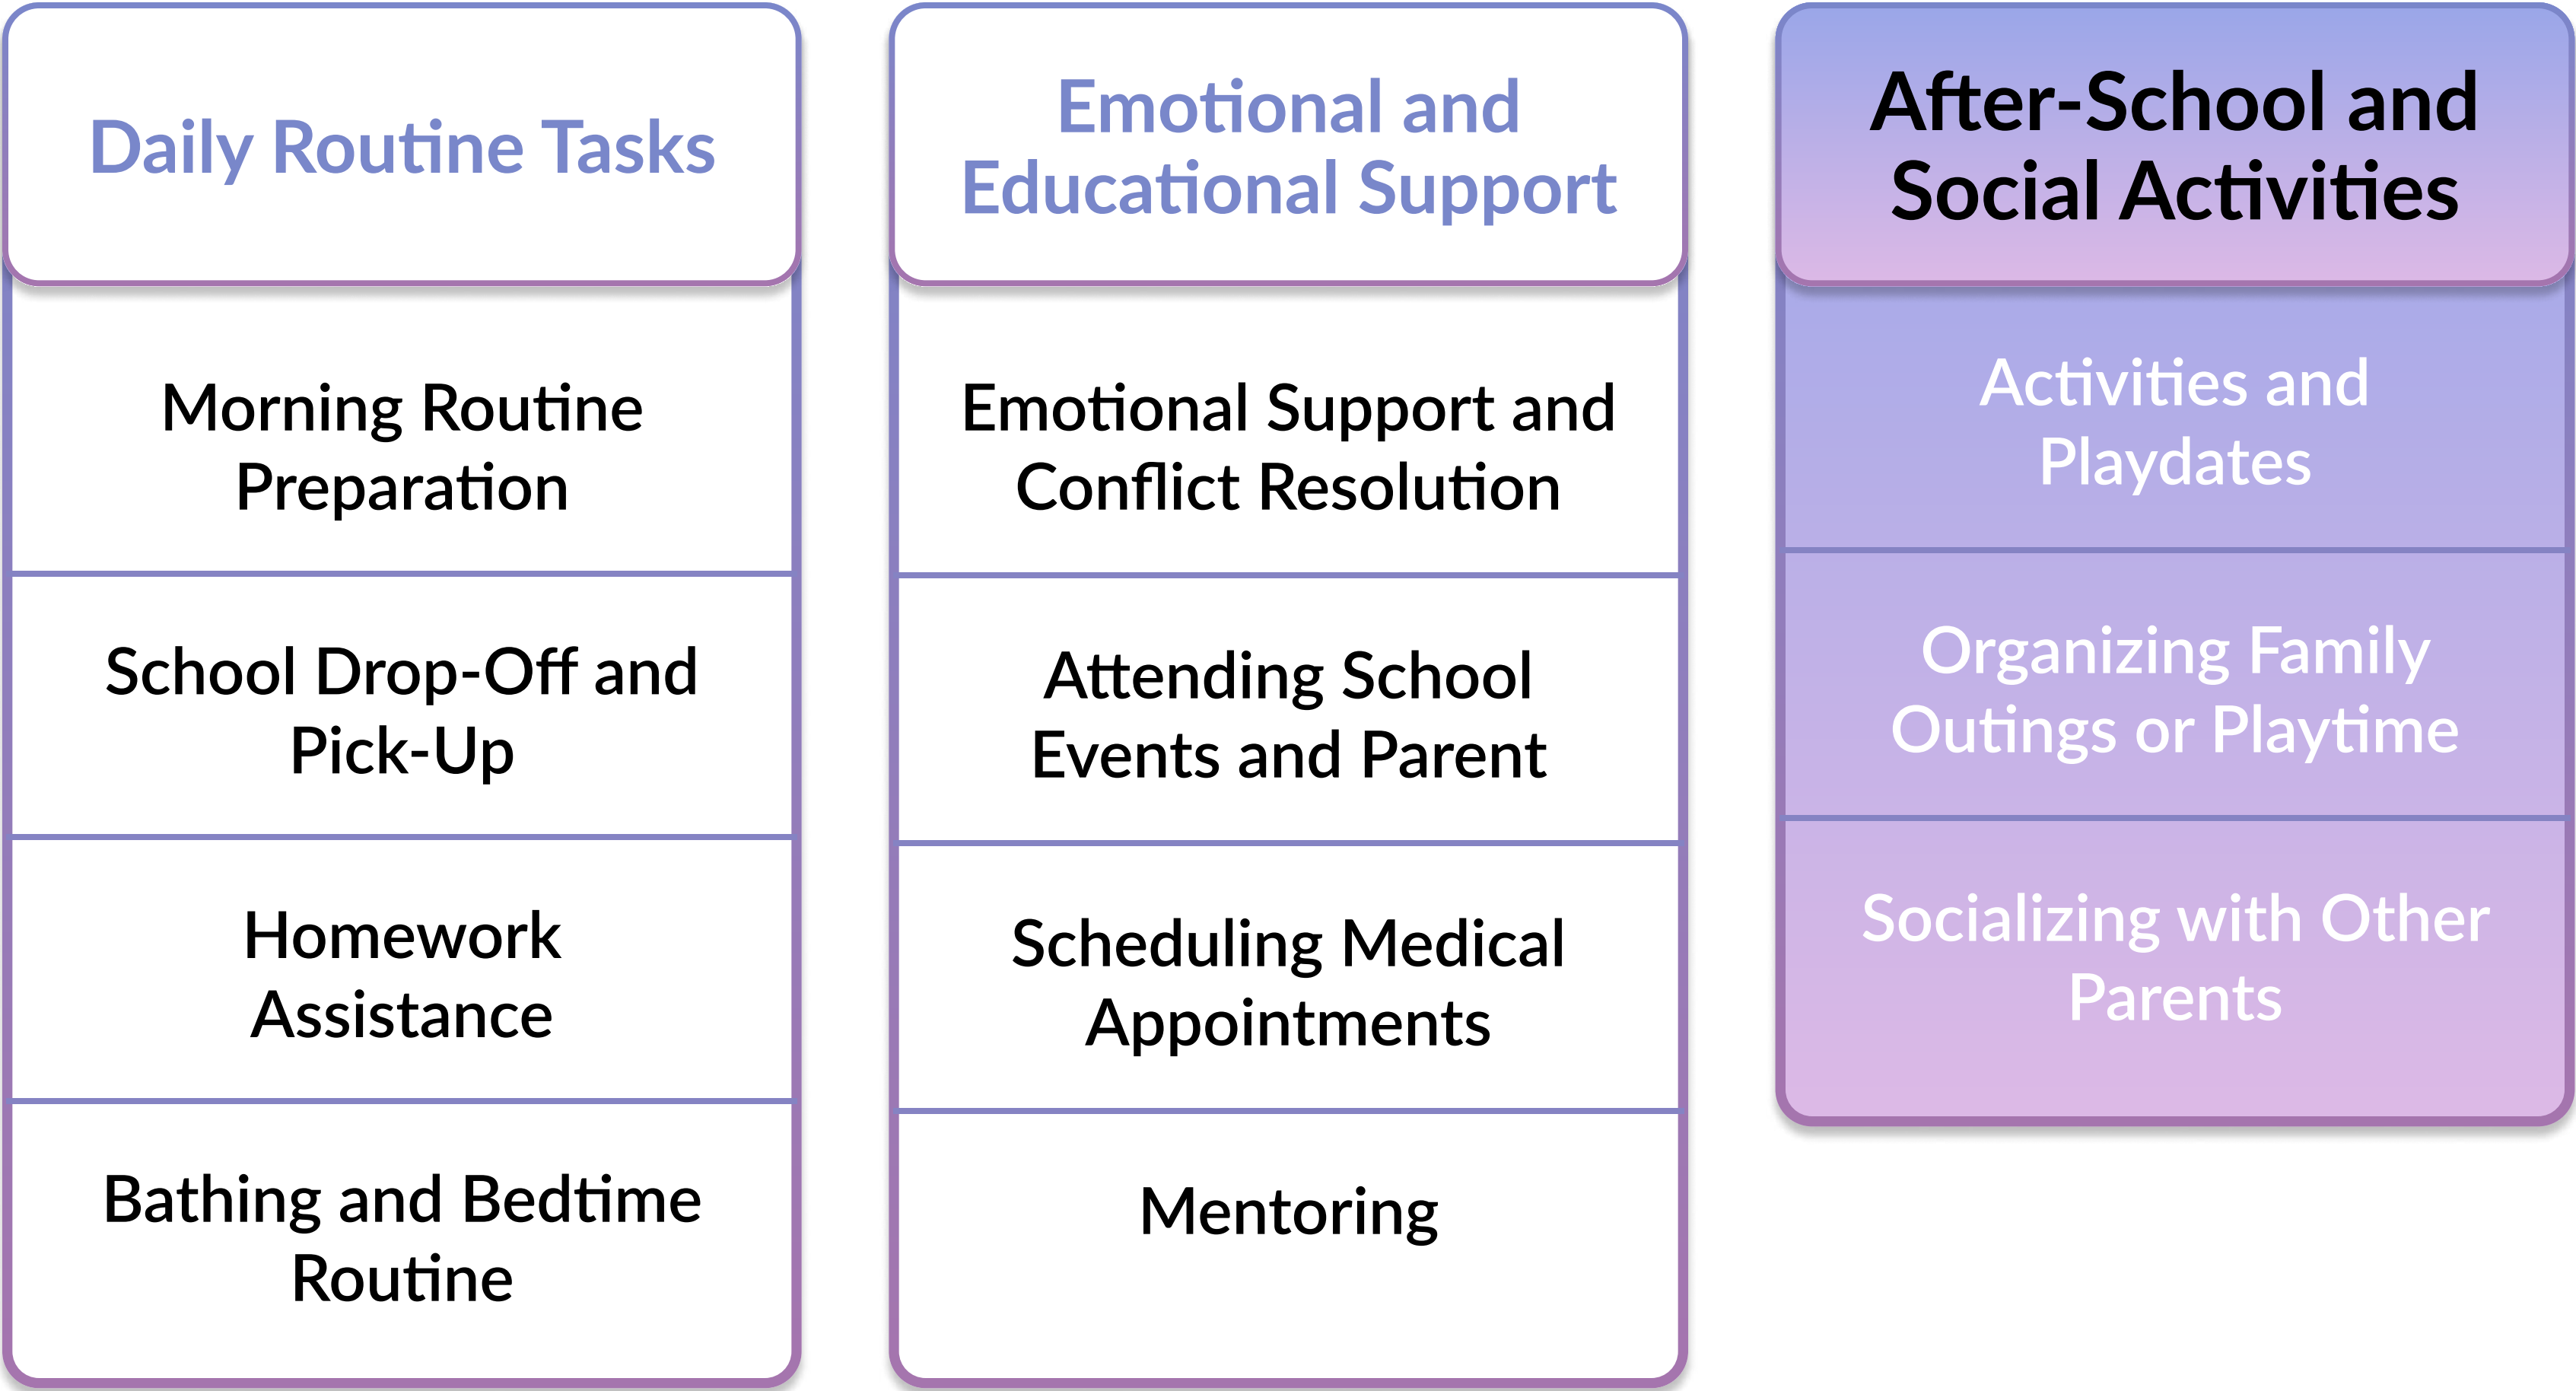 Daily Routine Tasks
Morning Routine
Preparation
School Drop-Off and
Pick-Up
Homework
Assistance
Bathing and Bedtime
Routine
Emotional and
Educational Support
Emotional Support and
Conflict Resolution
Attending School
Events and Parent
Scheduling Medical
Appointments
Mentoring
After-School and
Social Activities
Activities and
Playdates
Organizing Family
Outings or Playtime
Socializing with Other
Parents